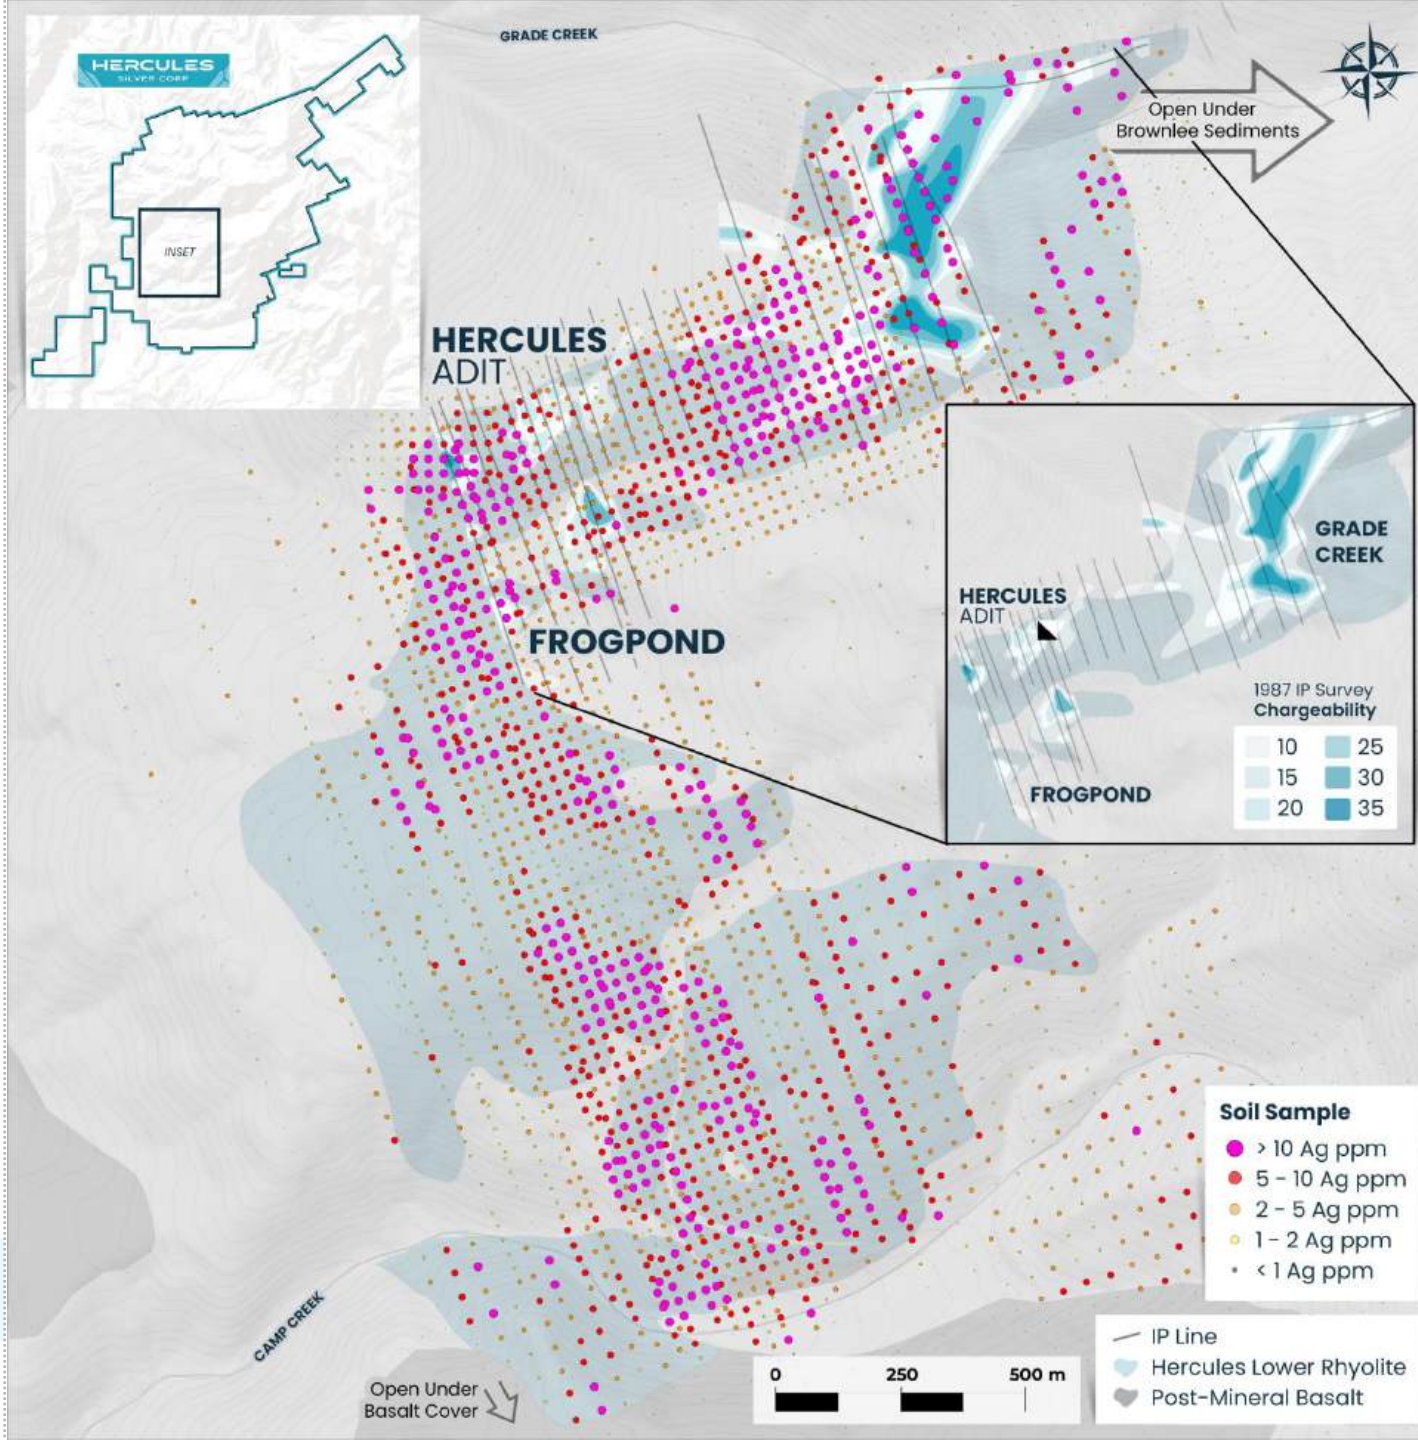 HERCULES
SILVER CORP
INSET
GRADE CREEK
Open Under
Brownlee Sediments
HERCULES
ADIT
FROGPOND
GRADE
CREEK
HERCULES
ADIT
FROGPOND
1987 IP Survey
Chargeability
10
25
15
30
20
35
Soil Sample
> 10 Ag ppm
5 - 10 Ag ppm
2 - 5 Ag ppm
1 - 2 Ag ppm
< 1 Ag ppm
CAMP CREEK
Open Under
Basalt Cover
0 250 500 m
IP Line
Hercules Lower Rhyolite
Post-Mineral Basalt